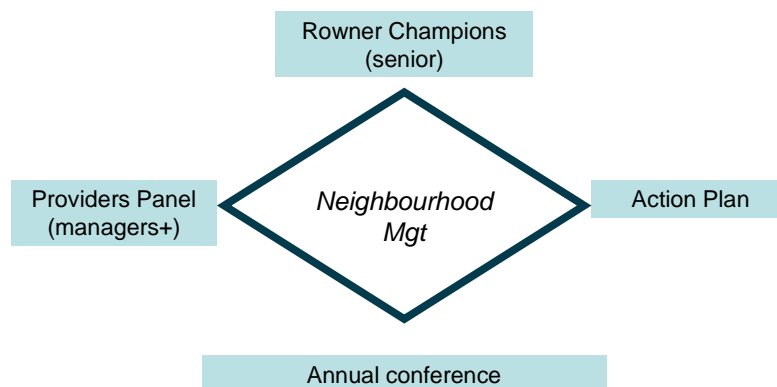 Rowner Champions
(senior)
Providers Panel
(managers+)
Neighbourhood
Mgt
Action Plan
Annual conference